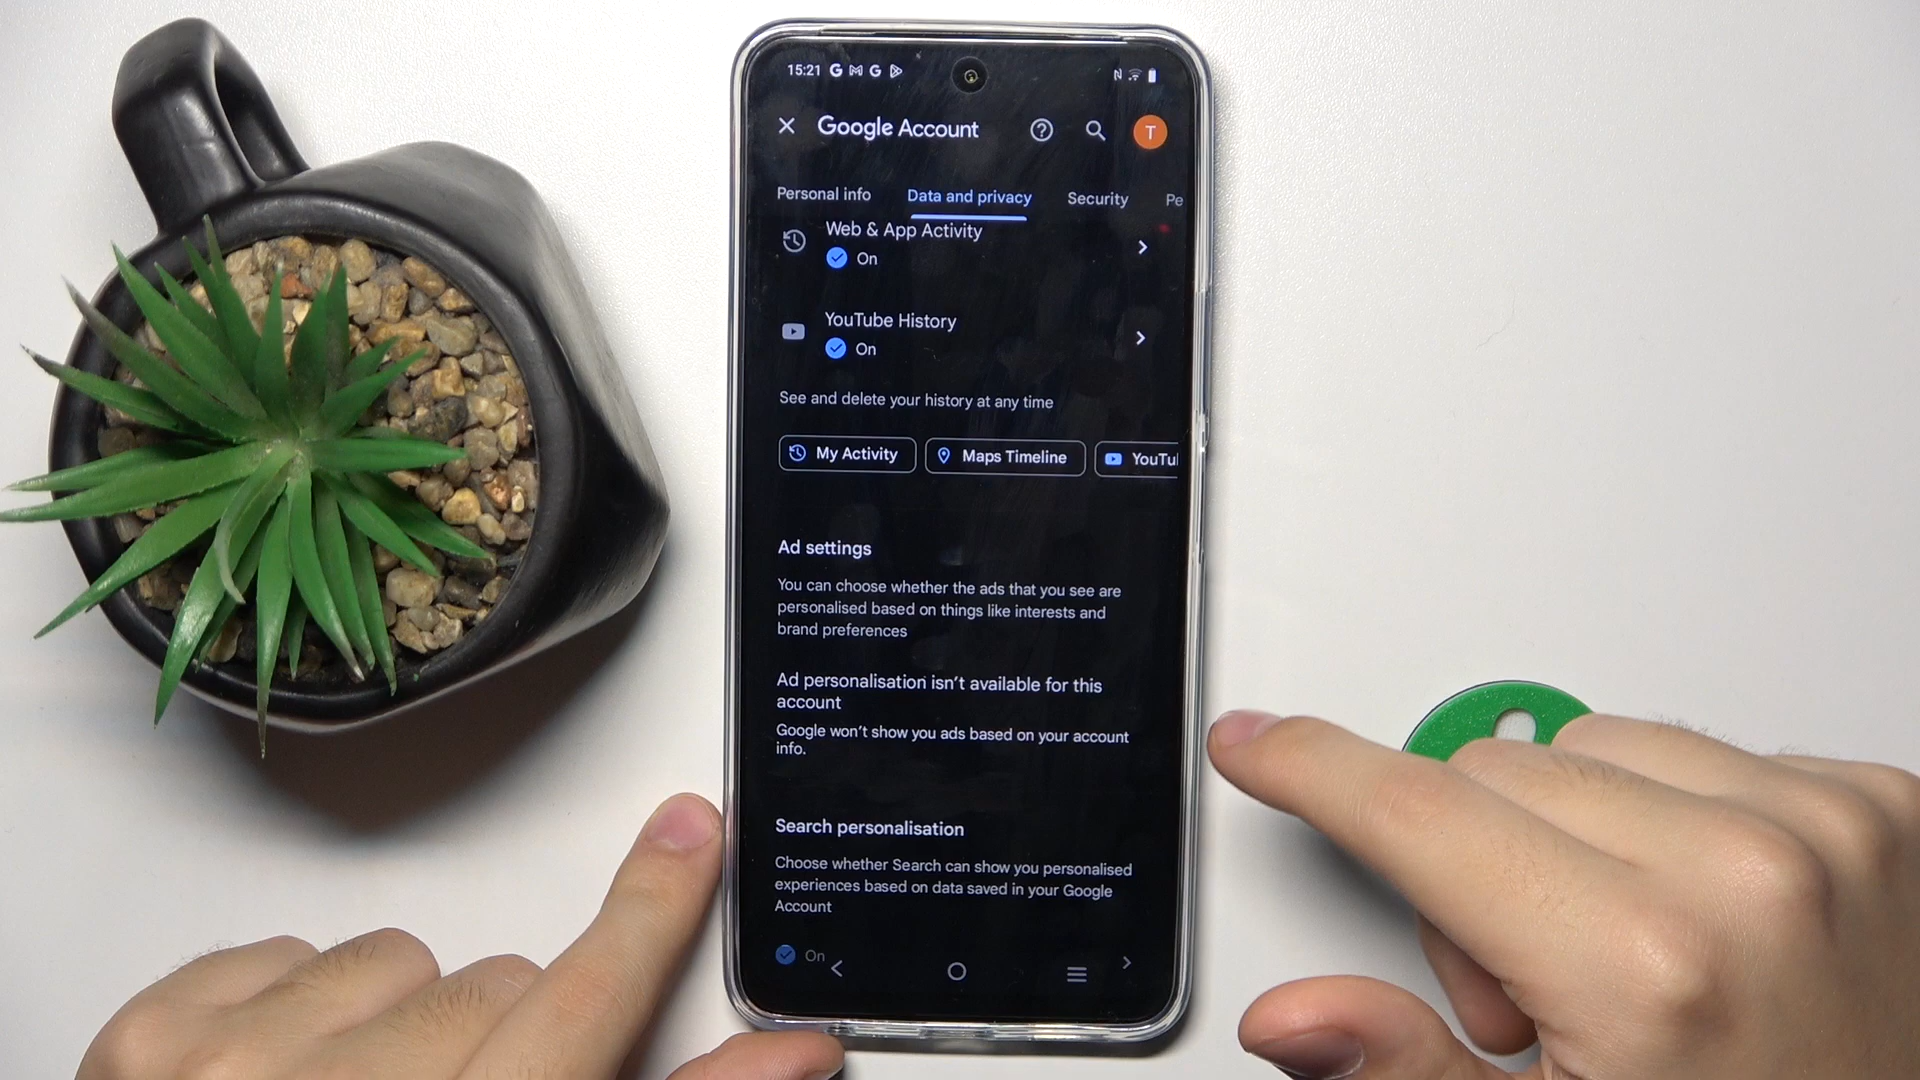 15:21
Google Account
T
Personal info Data and privacy Security Pe
Web & App Activity
On
YouTube History
On
See and delete your history at any time
My Activity Maps Timeline YouTu
Ad settings
You can choose whether the ads that you see are
personalised based on things like interests and
brand preferences
Ad personalisation isn't available for this
account
Google won't show you ads based on your account
info.
Search personalisation
Choose whether Search can show you personalised
experiences based on data saved in your Google
Account
On